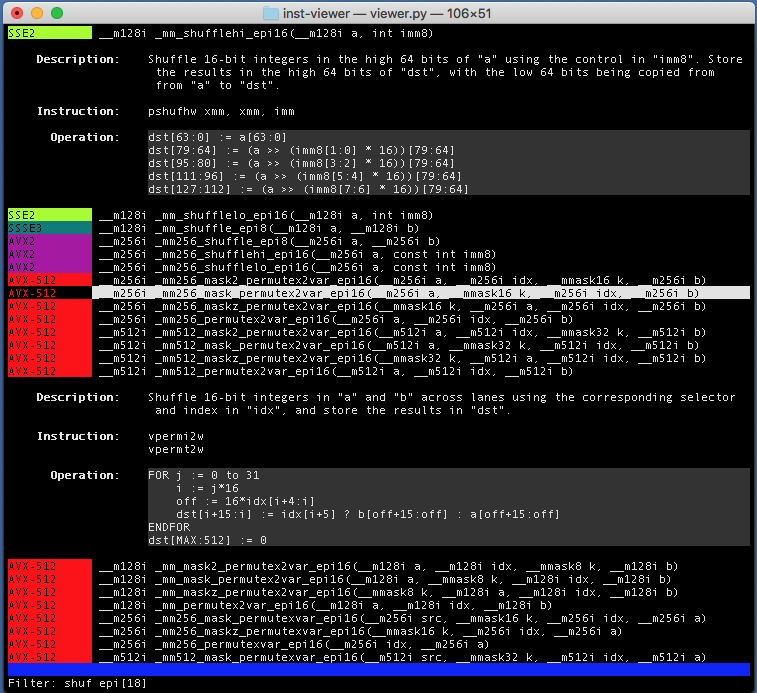 inst-viewer — viewer.py — 106×51
SSE2 __m128i _mm_shufflehi_epi16(__m128i a, int imm8)
Description: Shuffle 16-bit integers in the high 64 bits of "a" using the control in "imm8". Store
the results in the high 64 bits of "dst", with the low 64 bits being copied from
from "a" to "dst".
Instruction: pshufhw xmm, xmm, imm
Operation: dst[63:0] := a[63:0]
dst[79:64] := (a >> (imm8[1:0] * 16))[79:64]
dst[95:80] := (a >> (imm8[3:2] * 16))[79:64]
dst[111:96] := (a >> (imm8[5:4] * 16))[79:64]
dst[127:112] := (a >> (imm8[7:6] * 16))[79:64]
SSE2 __m128i _mm_shufflelo_epi16(__m128i a, int imm8)
SSSE3 __m128i _mm_shuffle_epi8(__m128i a, __m128i b)
AVX2 __m256i _mm256_shuffle_epi8(__m256i a, __m256i b)
AVX2 __m256i _mm256_shufflehi_epi16(__m256i a, const int imm8)
AVX2 __m256i _mm256_shufflelo_epi16(__m256i a, const int imm8)
AVX-512 __m256i _mm256_mask2_permutex2var_epi16(__m256i a, __m256i idx, __mmask16 k, __m256i b)
AVX-512 __m256i _mm256_mask_permutex2var_epi16(__m256i a, __mmask16 k, __m256i idx, __m256i b)
AVX-512 __m256i _mm256_maskz_permutex2var_epi16(__mmask16 k, __m256i a, __m256i idx, __m256i b)
AVX-512 __m256i _mm256_permutex2var_epi16(__m256i a, __m256i idx, __m256i b)
AVX-512 __m512i _mm512_mask2_permutex2var_epi16(__m512i a, __m512i idx, __mmask32 k, __m512i b)
AVX-512 __m512i _mm512_mask_permutex2var_epi16(__m512i a, __mmask32 k, __m512i idx, __m512i b)
AVX-512 __m512i _mm512_maskz_permutex2var_epi16(__mmask32 k, __m512i a, __m512i idx, __m512i b)
AVX-512 __m512i _mm512_permutex2var_epi16(__m512i a, __m512i idx, __m512i b)
Description: Shuffle 16-bit integers in "a" and "b" across lanes using the corresponding selector
and index in "idx", and store the results in "dst".
Instruction: vpermi2w
vpermt2w
Operation: FOR j := 0 to 31
i := j*16
off := 16*idx[i+4:i]
dst[i+15:i] := idx[i+5] ? b[off+15:off] : a[off+15:off]
ENDFOR
dst[MAX:512] := 0
AVX-512 __m128i _mm_mask2_permutex2var_epi16(__m128i a, __m128i idx, __mmask8 k, __m128i b)
AVX-512 __m128i _mm_mask_permutex2var_epi16(__m128i a, __mmask8 k, __m128i idx, __m128i b)
AVX-512 __m128i _mm_maskz_permutex2var_epi16(__mmask8 k, __m128i a, __m128i idx, __m128i b)
AVX-512 __m128i _mm_permutex2var_epi16(__m128i a, __m128i idx, __m128i b)
AVX-512 __m256i _mm256_mask_permutexvar_epi16(__m256i src, __mmask16 k, __m256i idx, __m256i a)
AVX-512 __m256i _mm256_maskz_permutexvar_epi16(__mmask16 k, __m256i idx, __m256i a)
AVX-512 __m256i _mm256_permutexvar_epi16(__m256i idx, __m256i a)
AVX-512 __m512i _mm512_mask_permutexvar_epi16(__m512i src, __mmask32 k, __m512i idx, __m512i a)
Filter: shuf epi[18]